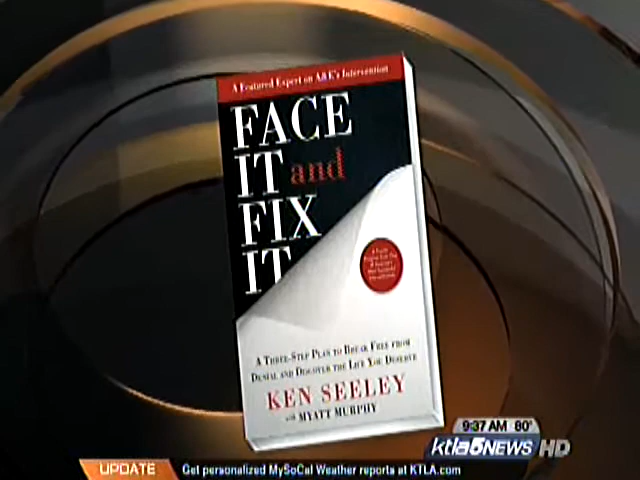 A Featured Expert on A&E's Intervention
FACE
IT and
FIX
IT
A THREE-STEP PLAN TO BREAK FREE FROM
DENIAL AND DISCOVER THE LIFE YOU DESERVE
KEN SEELEY
with MYATT MURPHY
9:37 AM 80°
ktla5NEWS HD
UPDATE Get personalized MySoCal Weather reports at KTLA.com